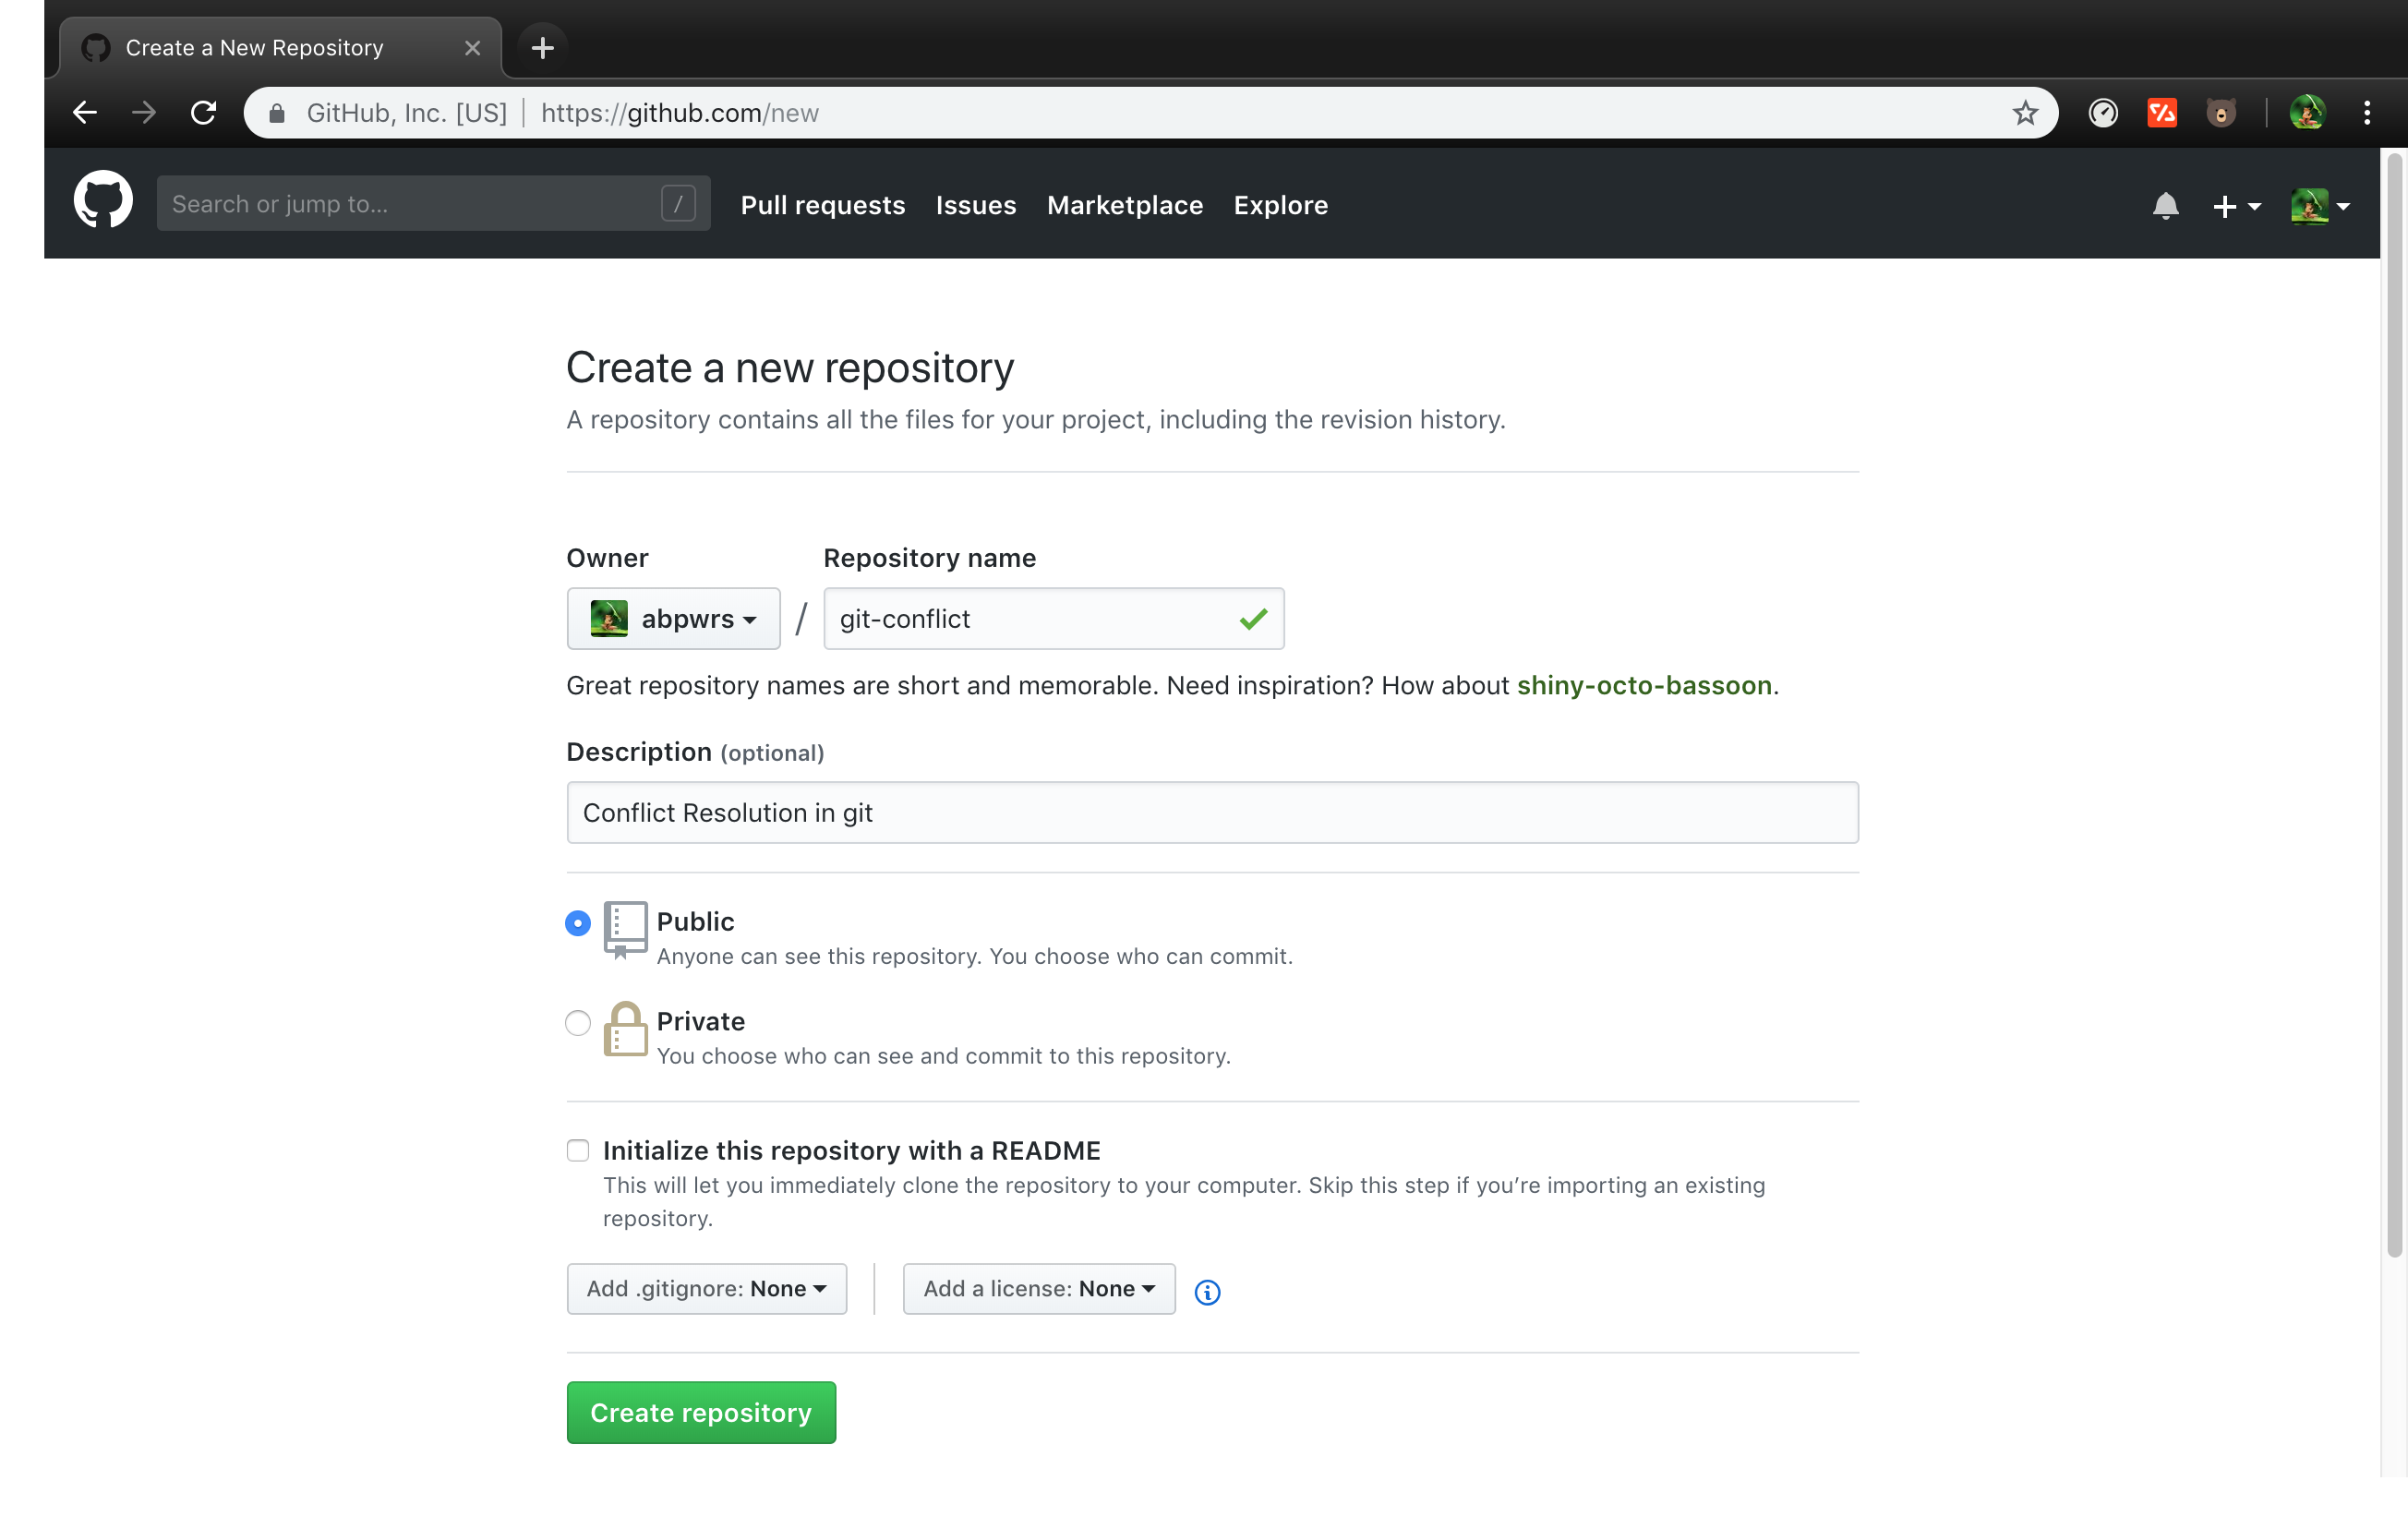 Create a New Repository
GitHub, Inc. [US] https://github.com/new
Search or jump to... / Pull requests Issues Marketplace Explore
Create a new repository
A repository contains all the files for your project, including the revision history.
Owner Repository name
abpwrs / git-conflict
Great repository names are short and memorable. Need inspiration? How about shiny-octo-bassoon.
Description (optional)
Conflict Resolution in git
Public
Anyone can see this repository. You choose who can commit.
Private
You choose who can see and commit to this repository.
Initialize this repository with a README
This will let you immediately clone the repository to your computer. Skip this step if you’re importing an existing
repository.
Add .gitignore: None Add a license: None
Create repository